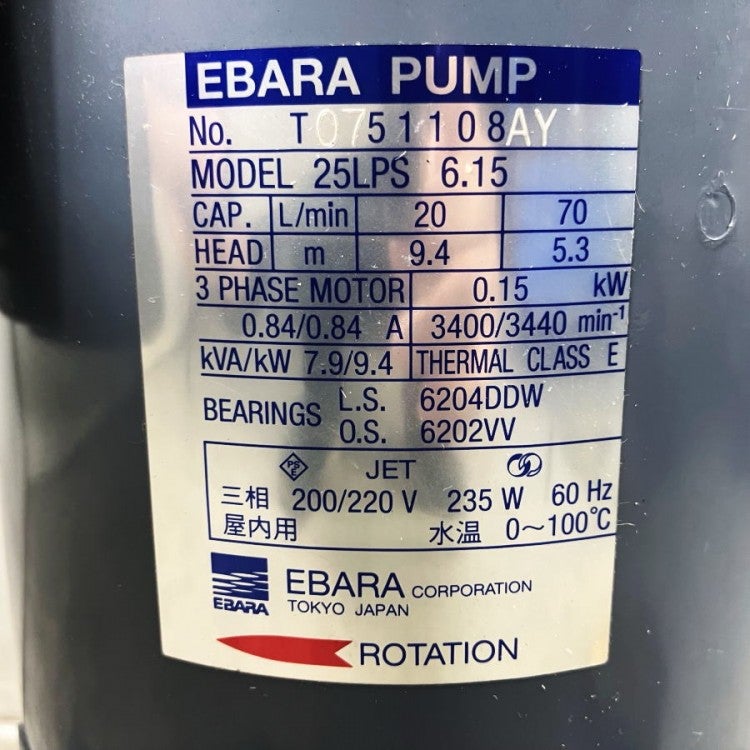 EBARA PUMP
No. T0751108AY
MODEL 25LPS 6.15
CAP. L/min 20 70
HEAD m 9.4 5.3
3 PHASE MOTOR 0.15 kW
0.84/0.84 A 3400/3440 min-1
kVA/kW 7.9/9.4 THERMAL CLASS E
BEARINGS L.S. 6204DDW
O.S. 6202VV
PSE JET
三相 200/220 V 235 W 60 Hz
屋内用 水温 0～100℃
EBARA EBARA CORPORATION
TOKYO JAPAN
ROTATION